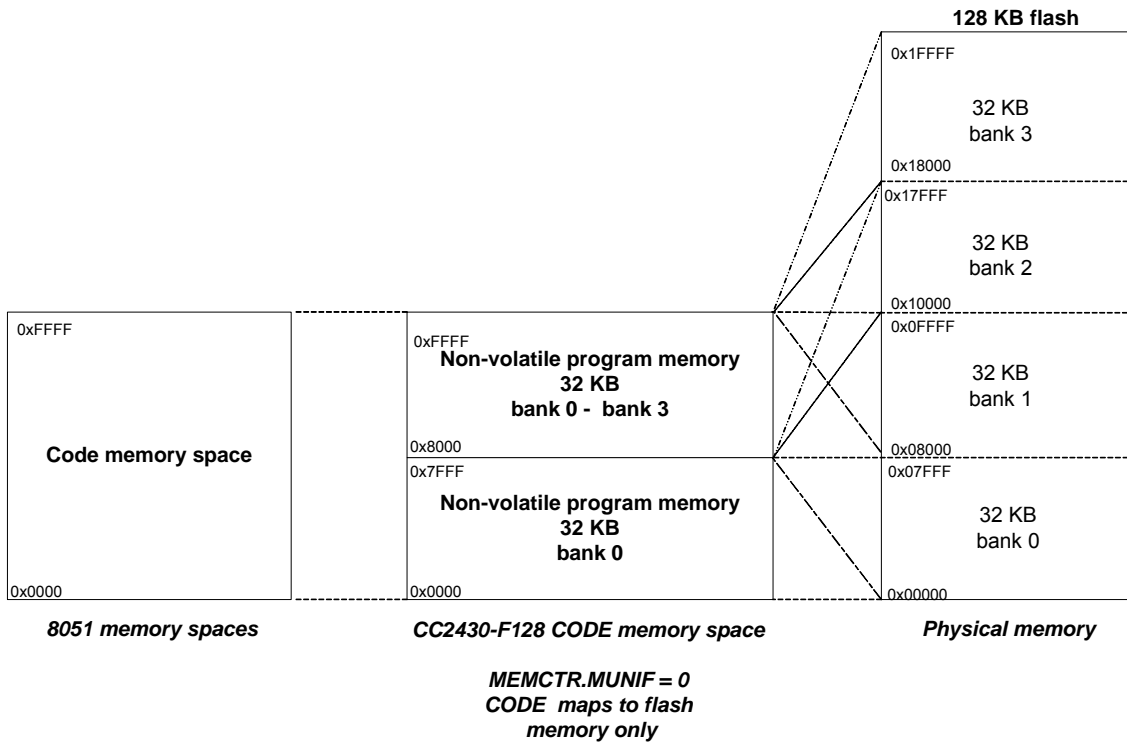 128 KB flash
0x1FFFF
32 KB
bank 3
0x18000
0x17FFF
32 KB
bank 2
0x10000
0xFFFF
0xFFFF
0x0FFFF
Non-volatile program memory
32 KB
bank 0 - bank 3
32 KB
bank 1
Code memory space
0x8000
0x08000
0x7FFF
0x07FFF
Non-volatile program memory
32 KB
bank 0
32 KB
bank 0
0x0000
0x0000
0x00000
8051 memory spaces
CC2430-F128 CODE memory space
Physical memory
MEMCTR.MUNIF = 0
CODE maps to flash
memory only